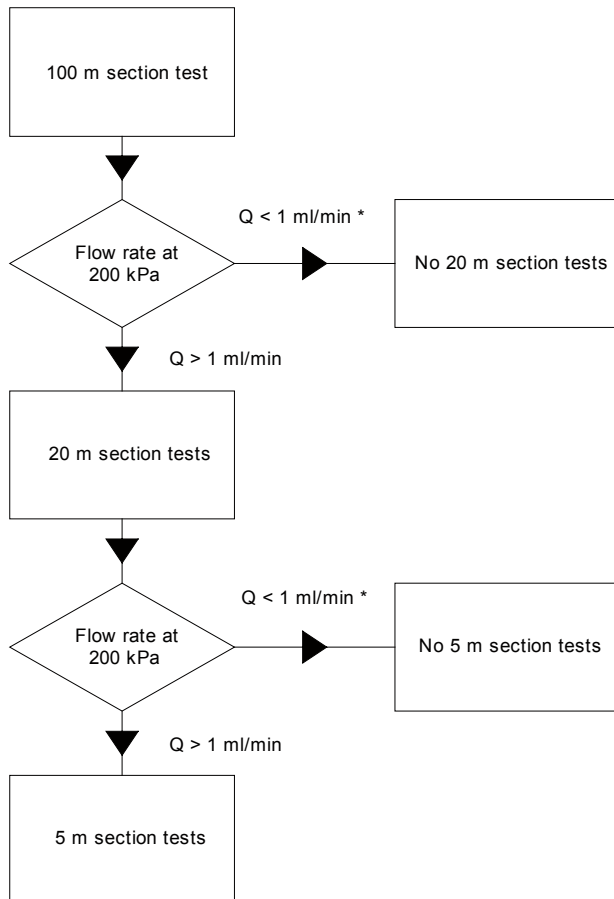 100 m section test
Q < 1 ml/min *
Flow rate at
200 kPa
No 20 m section tests
Q > 1 ml/min
20 m section tests
Q < 1 ml/min *
Flow rate at
200 kPa
No 5 m section tests
Q > 1 ml/min
5 m section tests